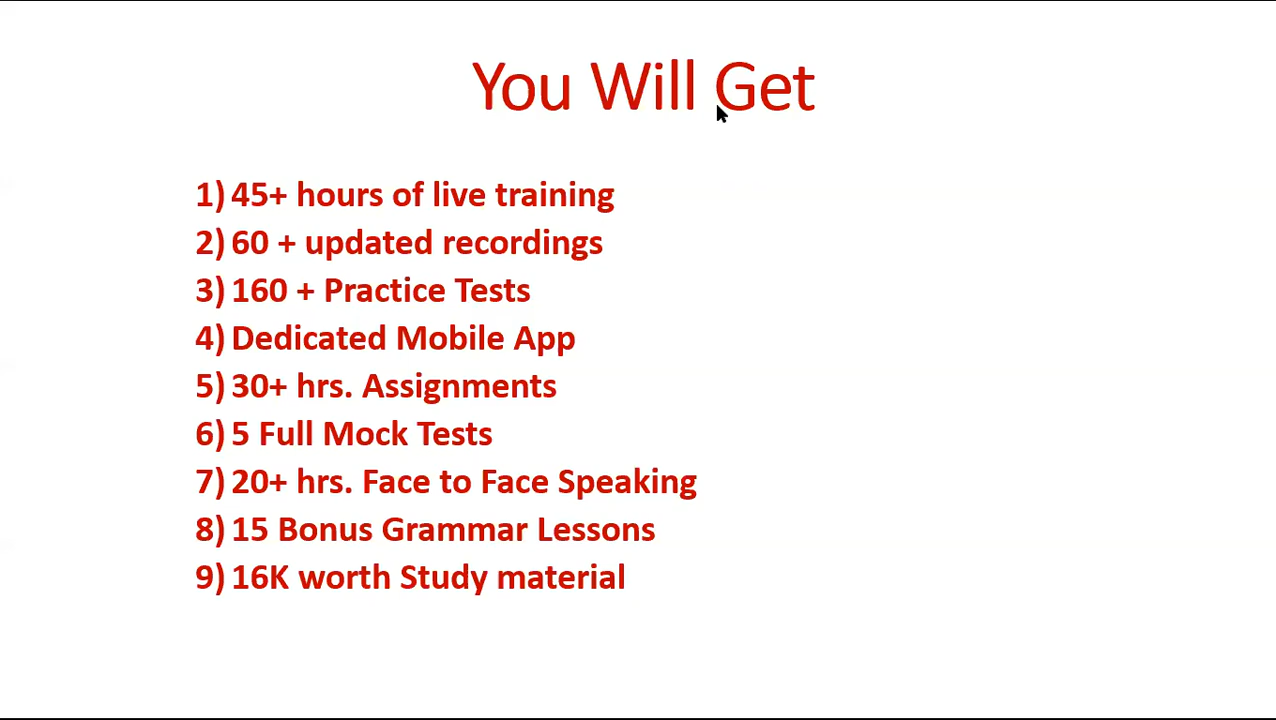 You Will Get
1) 45+ hours of live training
2) 60 + updated recordings
3) 160 + Practice Tests
4) Dedicated Mobile App
5) 30+ hrs. Assignments
6) 5 Full Mock Tests
7) 20+ hrs. Face to Face Speaking
8) 15 Bonus Grammar Lessons
9) 16K worth Study material